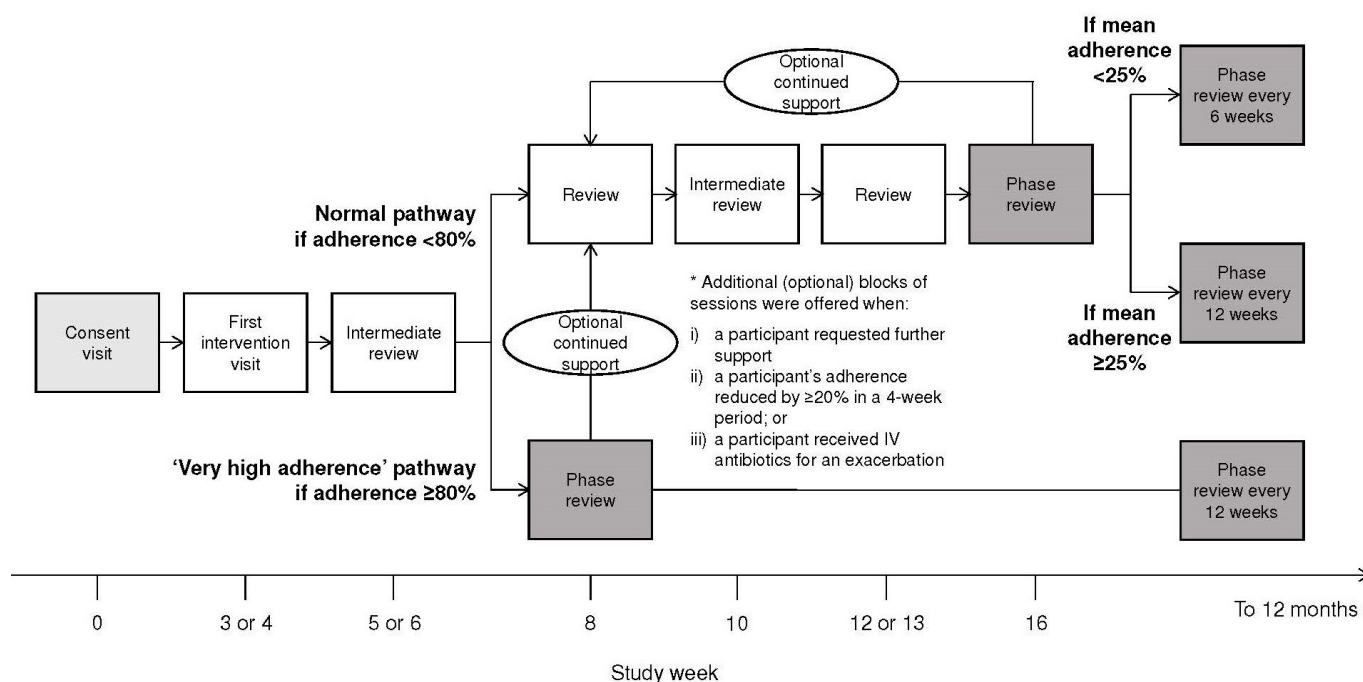 If mean
adherence
<25%
Phase
review every
6 weeks
Optional
continued
support
Review
Intermediate
review
Review
Phase
review
Normal pathway
if adherence <80%
Phase
review every
12 weeks
If mean
adherence
≥25%
* Additional (optional) blocks of
sessions were offered when:
i) a participant requested further
support
ii) a participant’s adherence
reduced by ≥20% in a 4-week
period; or
iii) a participant received IV
antibiotics for an exacerbation
Consent
visit
First
intervention
visit
Intermediate
review
Optional
continued
support
‘Very high adherence’ pathway
if adherence ≥80%
Phase
review
Phase
review every
12 weeks
0
3 or 4
5 or 6
8
10
12 or 13
16
To 12 months
Study week